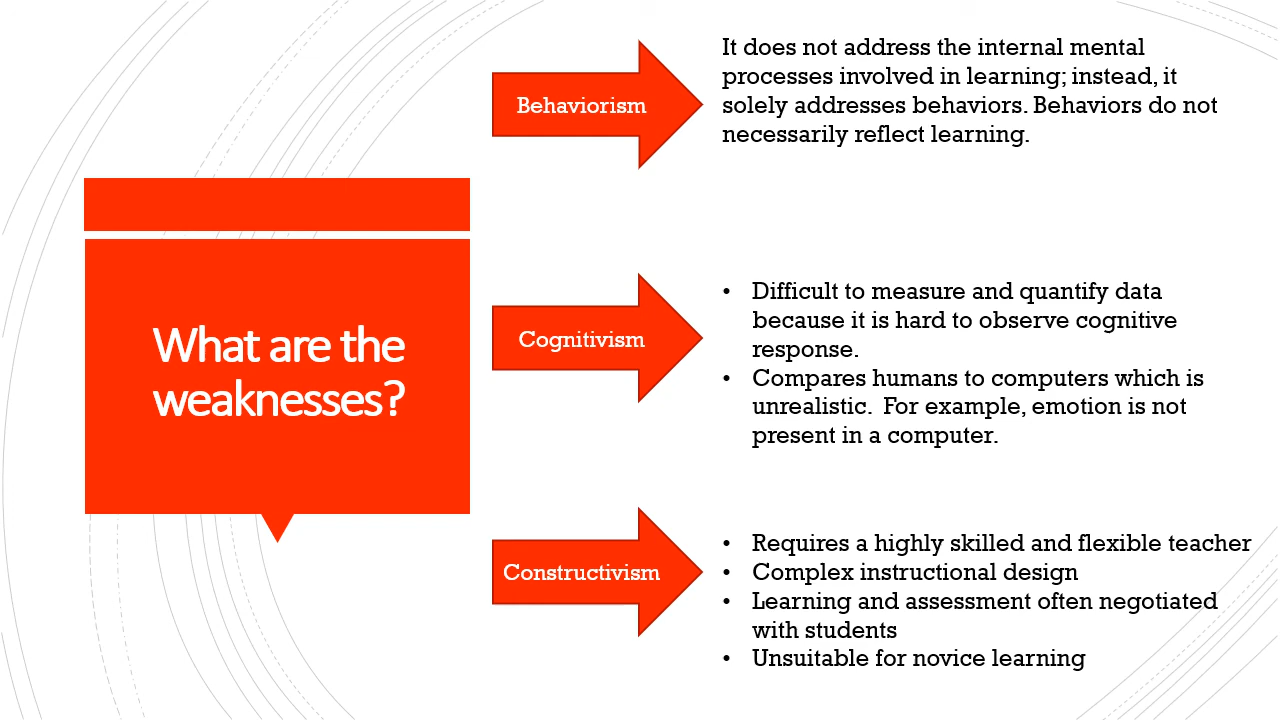 What are the
weaknesses?
Behaviorism
It does not address the internal mental
processes involved in learning; instead, it
solely addresses behaviors. Behaviors do not
necessarily reflect learning.
Cognitivism
• Difficult to measure and quantify data
because it is hard to observe cognitive
response.
• Compares humans to computers which is
unrealistic.  For example, emotion is not
present in a computer.
Constructivism
• Requires a highly skilled and flexible teacher
• Complex instructional design
• Learning and assessment often negotiated
with students
• Unsuitable for novice learning